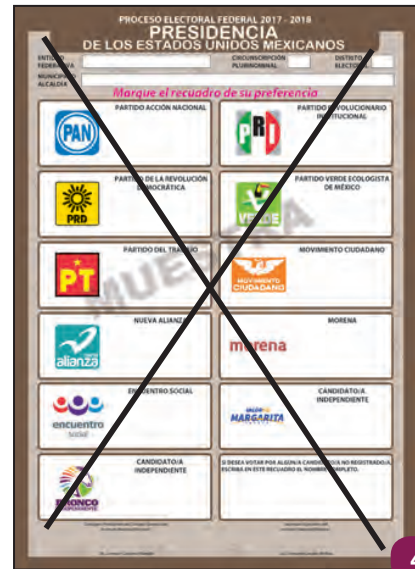 PROCESO ELECTORAL FEDERAL 2017 - 2018
PRESIDENCIA
DE LOS ESTADOS UNIDOS MEXICANOS
ENTIDAD FEDERATIVA
CIRCUNSCRIPCIÓN PLURINOMINAL
DISTRITO ELECTORAL
MUNICIPIO
ALCALDÍA
Marque el recuadro de su preferencia
PARTIDO ACCIÓN NACIONAL
PAN
PARTIDO REVOLUCIONARIO
INSTITUCIONAL
PRI
PARTIDO DE LA REVOLUCIÓN
DEMOCRÁTICA
PRD
PARTIDO VERDE ECOLOGISTA
DE MÉXICO
VERDE
MUESTRA
PARTIDO DEL TRABAJO
PT
MOVIMIENTO CIUDADANO
MOVIMIENTO
CIUDADANO
NUEVA ALIANZA
nueva
alianza
MORENA
morena
ENCUENTRO SOCIAL
encuentro
social
CANDIDATO/A
INDEPENDIENTE
MARGARITA
CANDIDATO/A
INDEPENDIENTE
BRONCO
INDEPENDIENTE
SI DESEA VOTAR POR ALGÚN/A CANDIDATO/A NO REGISTRADO/A,
ESCRIBA EN ESTE RECUADRO EL NOMBRE COMPLETO.
4